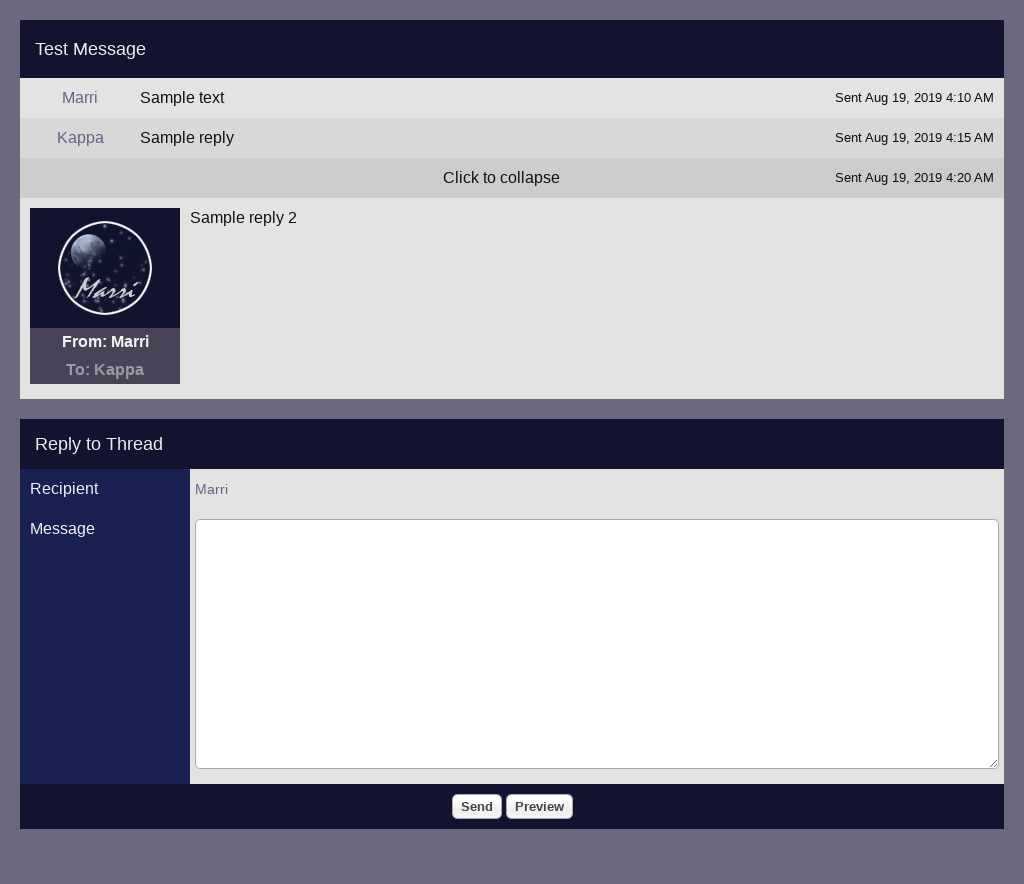 Test Message
Marri Sample text Sent Aug 19, 2019 4:10 AM
Kappa Sample reply Sent Aug 19, 2019 4:15 AM
Click to collapse Sent Aug 19, 2019 4:20 AM
Sample reply 2
Marri
From: Marri
To: Kappa
Reply to Thread
Recipient Marri
Message
Send Preview